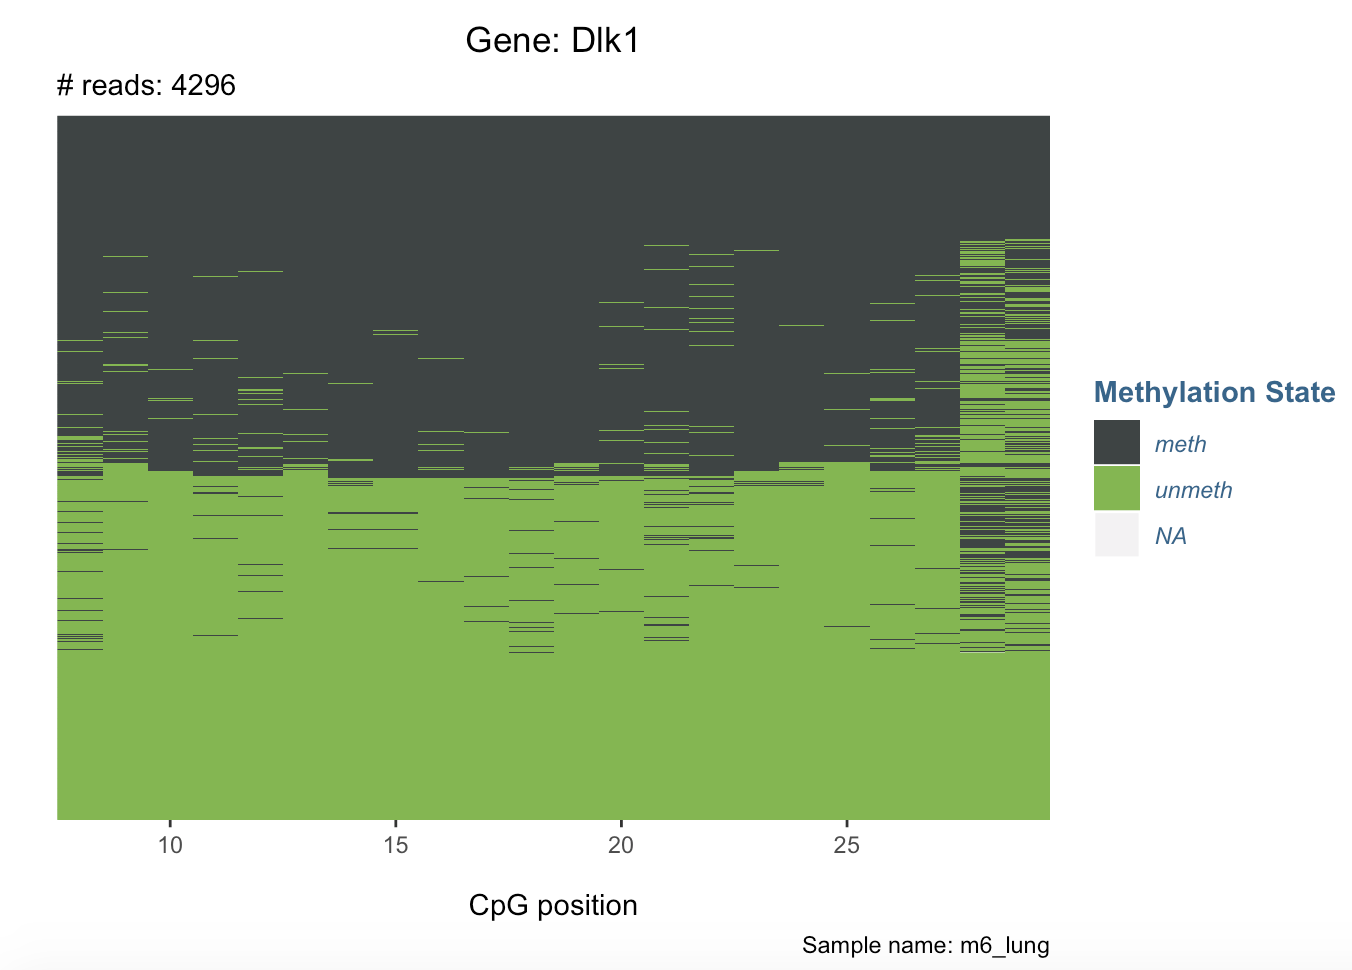 Gene: Dlk1
# reads: 4296
Methylation State
meth
unmeth
NA
10 15 20 25
CpG position
Sample name: m6_lung